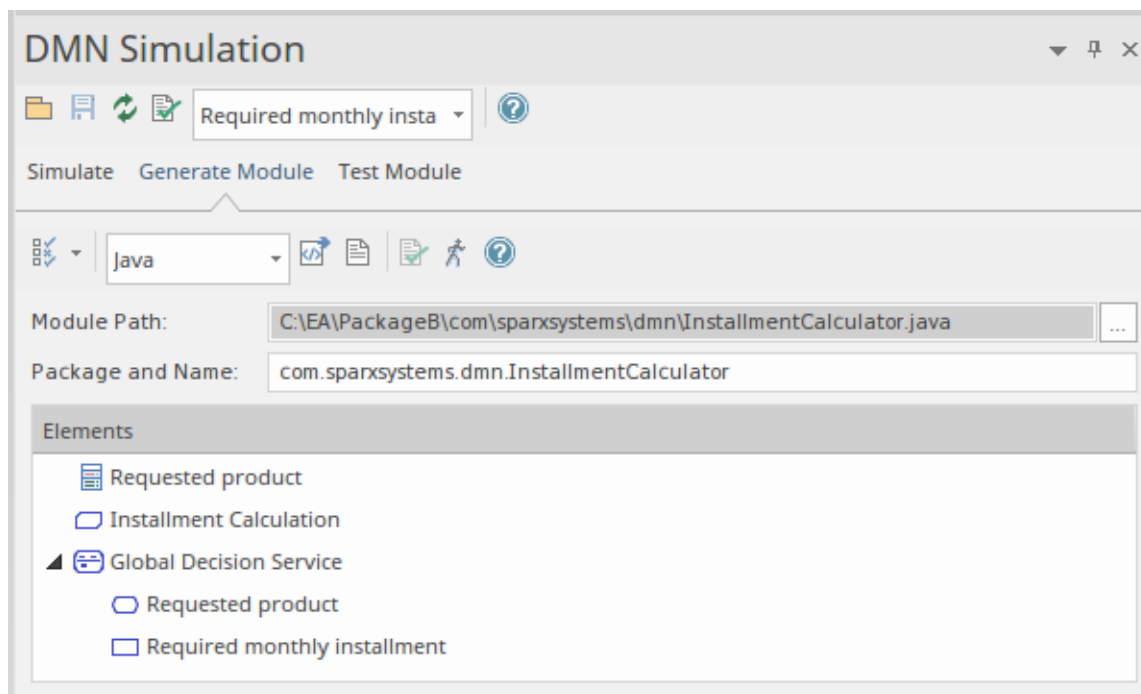 DMN Simulation
Required monthly insta
Simulate Generate Module Test Module
Java
Module Path: C:\EA\PackageB\com\sparxsystems\dmn\InstallmentCalculator.java ...
Package and Name: com.sparxsystems.dmn.InstallmentCalculator
Elements
Requested product
Installment Calculation
Global Decision Service
Requested product
Required monthly installment